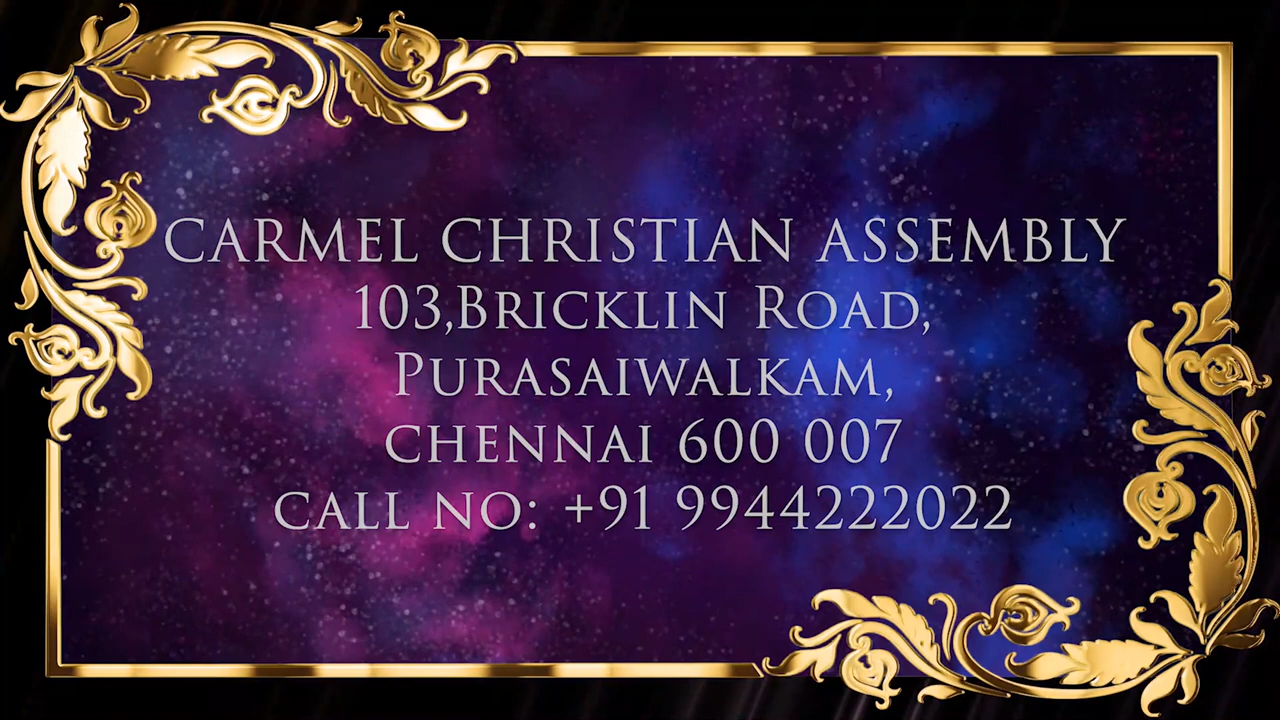 CARMEL CHRISTIAN ASSEMBLY
103,Bricklin Road,
Purasaiwalkam,
chennai 600 007
call no: +91 9944222022